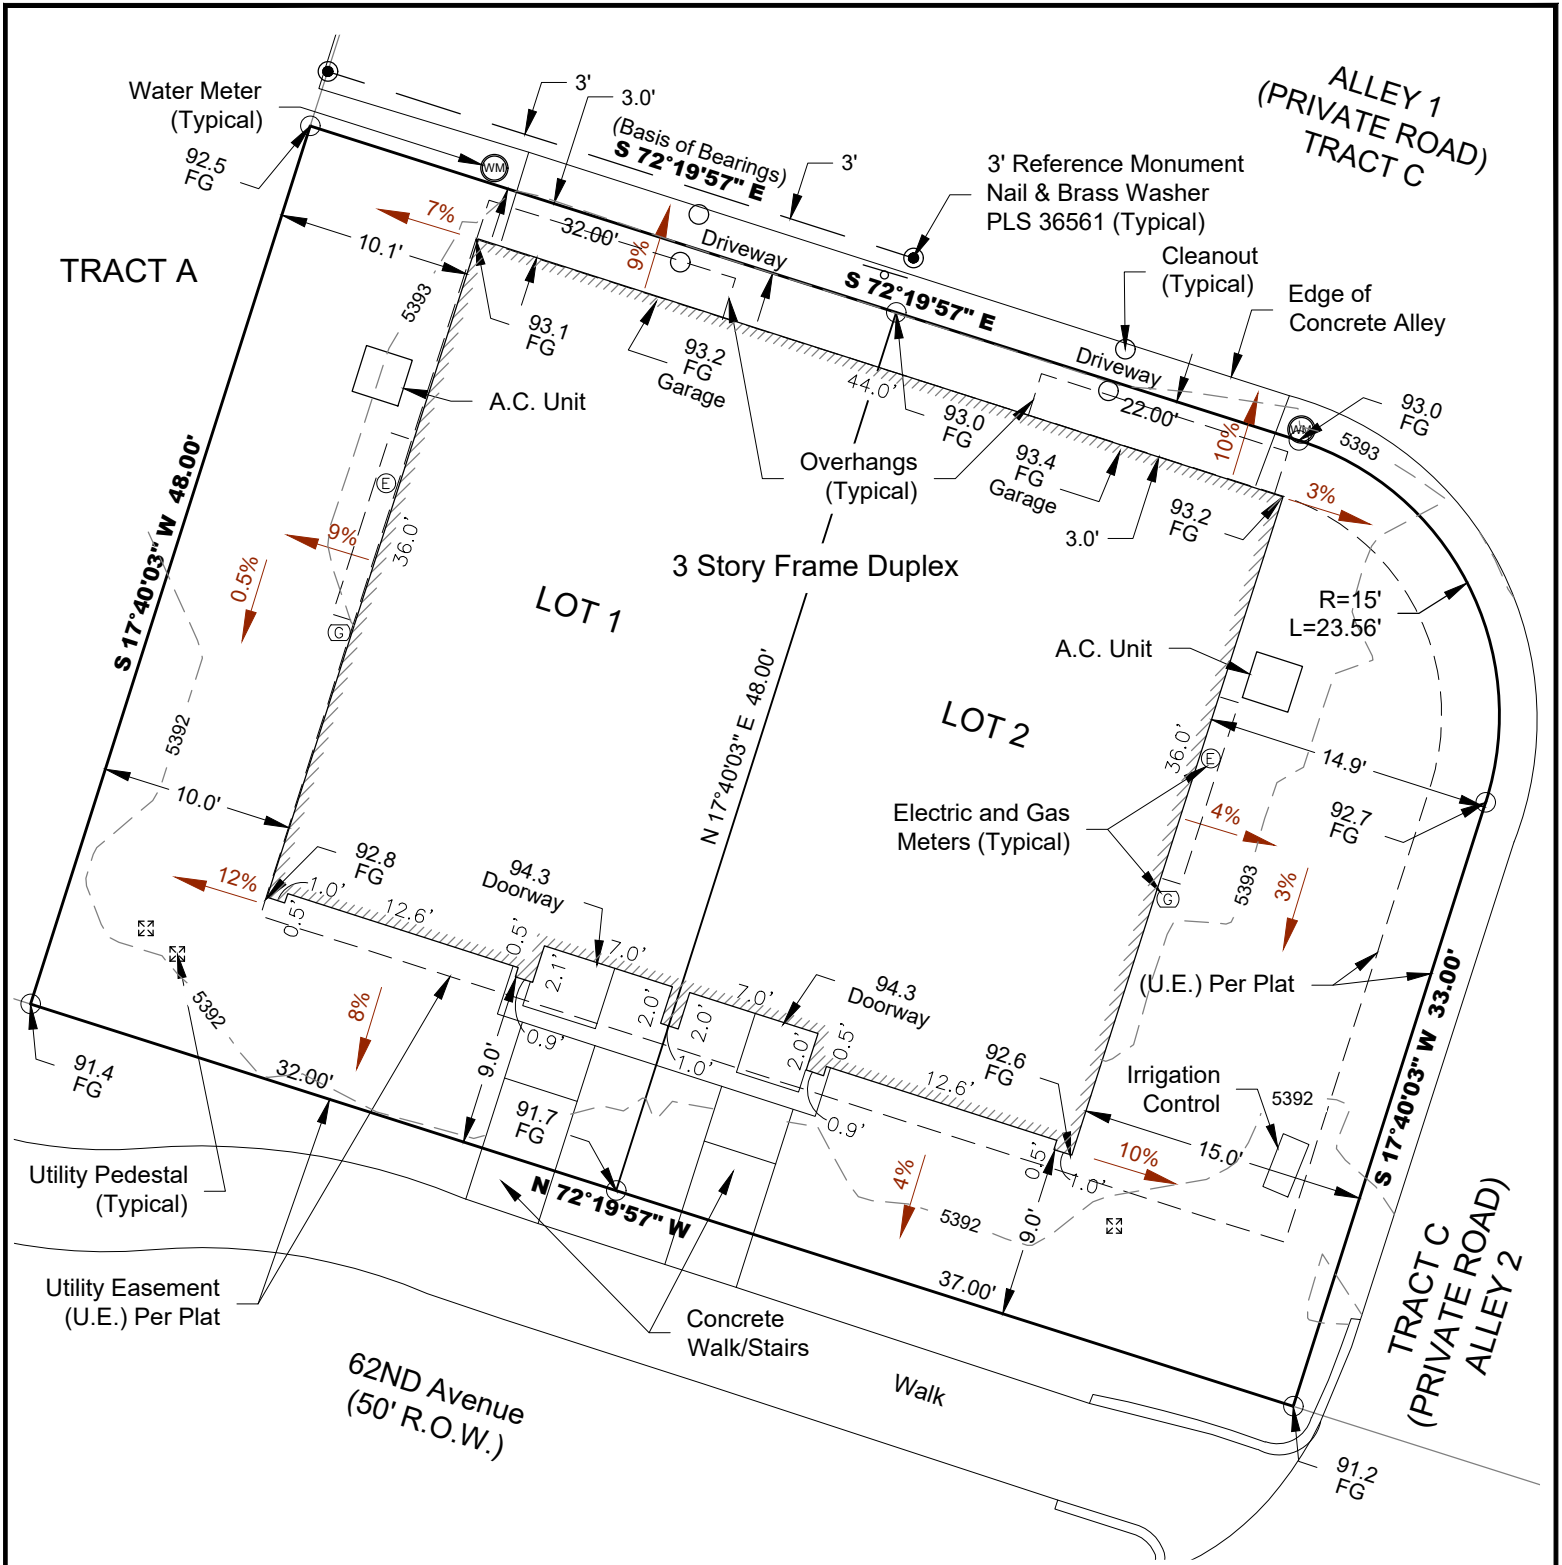 Water Meter
(Typical)
3'
3.0'
(Basis of Bearings)
S 72°19'57" E
3'
ALLEY 1
(PRIVATE ROAD)
TRACT C
3' Reference Monument
Nail & Brass Washer
PLS 36561 (Typical)
92.5
FG
WM
7%
10.1'
32.00'
9%
Driveway
Cleanout
(Typical)
Edge of
Concrete Alley
TRACT A
5393
93.1
FG
93.2
FG
Garage
S 72°19'57" E
44.0'
93.0
FG
Driveway
22.00'
10%
93.0
FG
5393
A.C. Unit
Overhangs
(Typical)
93.4
FG
Garage
3.0'
93.2
FG
3%
E
36.0'
9%
0.5%
G
S 17°40'03" W  48.00'
3 Story Frame Duplex
LOT 1
R=15'
L=23.56'
A.C. Unit
N 17°40'03" E  48.00'
LOT 2
36.0'
E
14.9'
5392
10.0'
Electric and Gas
Meters (Typical)
4%
92.7
FG
92.8
FG
94.3
Doorway
12%
1.0'
0.5'
12.6'
0.5'
2.1'
7.0'
2.0'
2.0'
7.0'
2.0'
0.5'
94.3
Doorway
G
5393
3%
(U.E.) Per Plat
S 17°40'03" W  33.00'
5392
8%
0.9'
1.0'
9.0'
0.9'
12.6'
92.6
FG
91.4
FG
32.00'
91.7
FG
Irrigation
Control
5392
Utility Pedestal
(Typical)
N 72°19'57" W
4%
0.5'
1.0'
10%
15.0'
5392
9.0'
37.00'
Utility Easement
(U.E.) Per Plat
Concrete
Walk/Stairs
TRACT C
(PRIVATE ROAD)
ALLEY 2
62ND Avenue
(50' R.O.W.)
Walk
91.2
FG